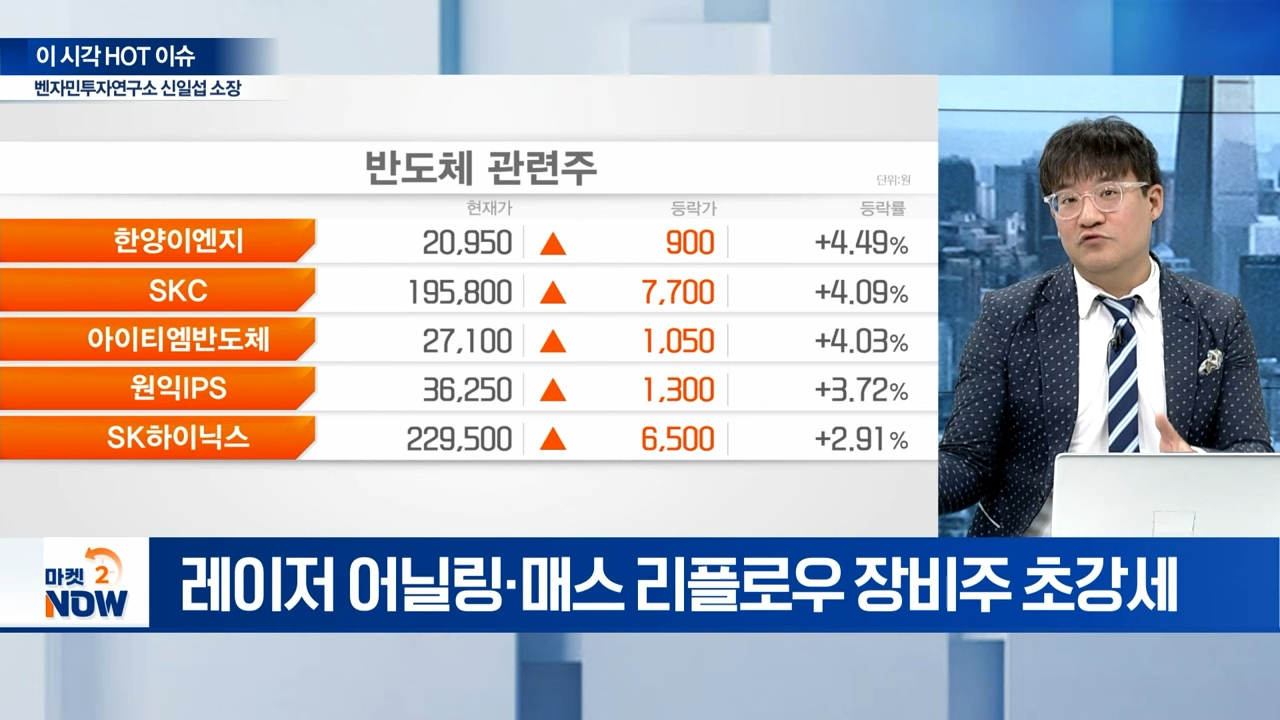 이 시각 HOT 이슈
벤자민투자연구소 신일섭 소장
반도체 관련주
단위:원
현재가 등락가 등락률
한양이엔지 20,950 ▲ 900 +4.49%
SKC 195,800 ▲ 7,700 +4.09%
아이티엠반도체 27,100 ▲ 1,050 +4.03%
원익IPS 36,250 ▲ 1,300 +3.72%
SK하이닉스 229,500 ▲ 6,500 +2.91%
마켓 2
NOW
레이저 어닐링·매스 리플로우 장비주 초강세